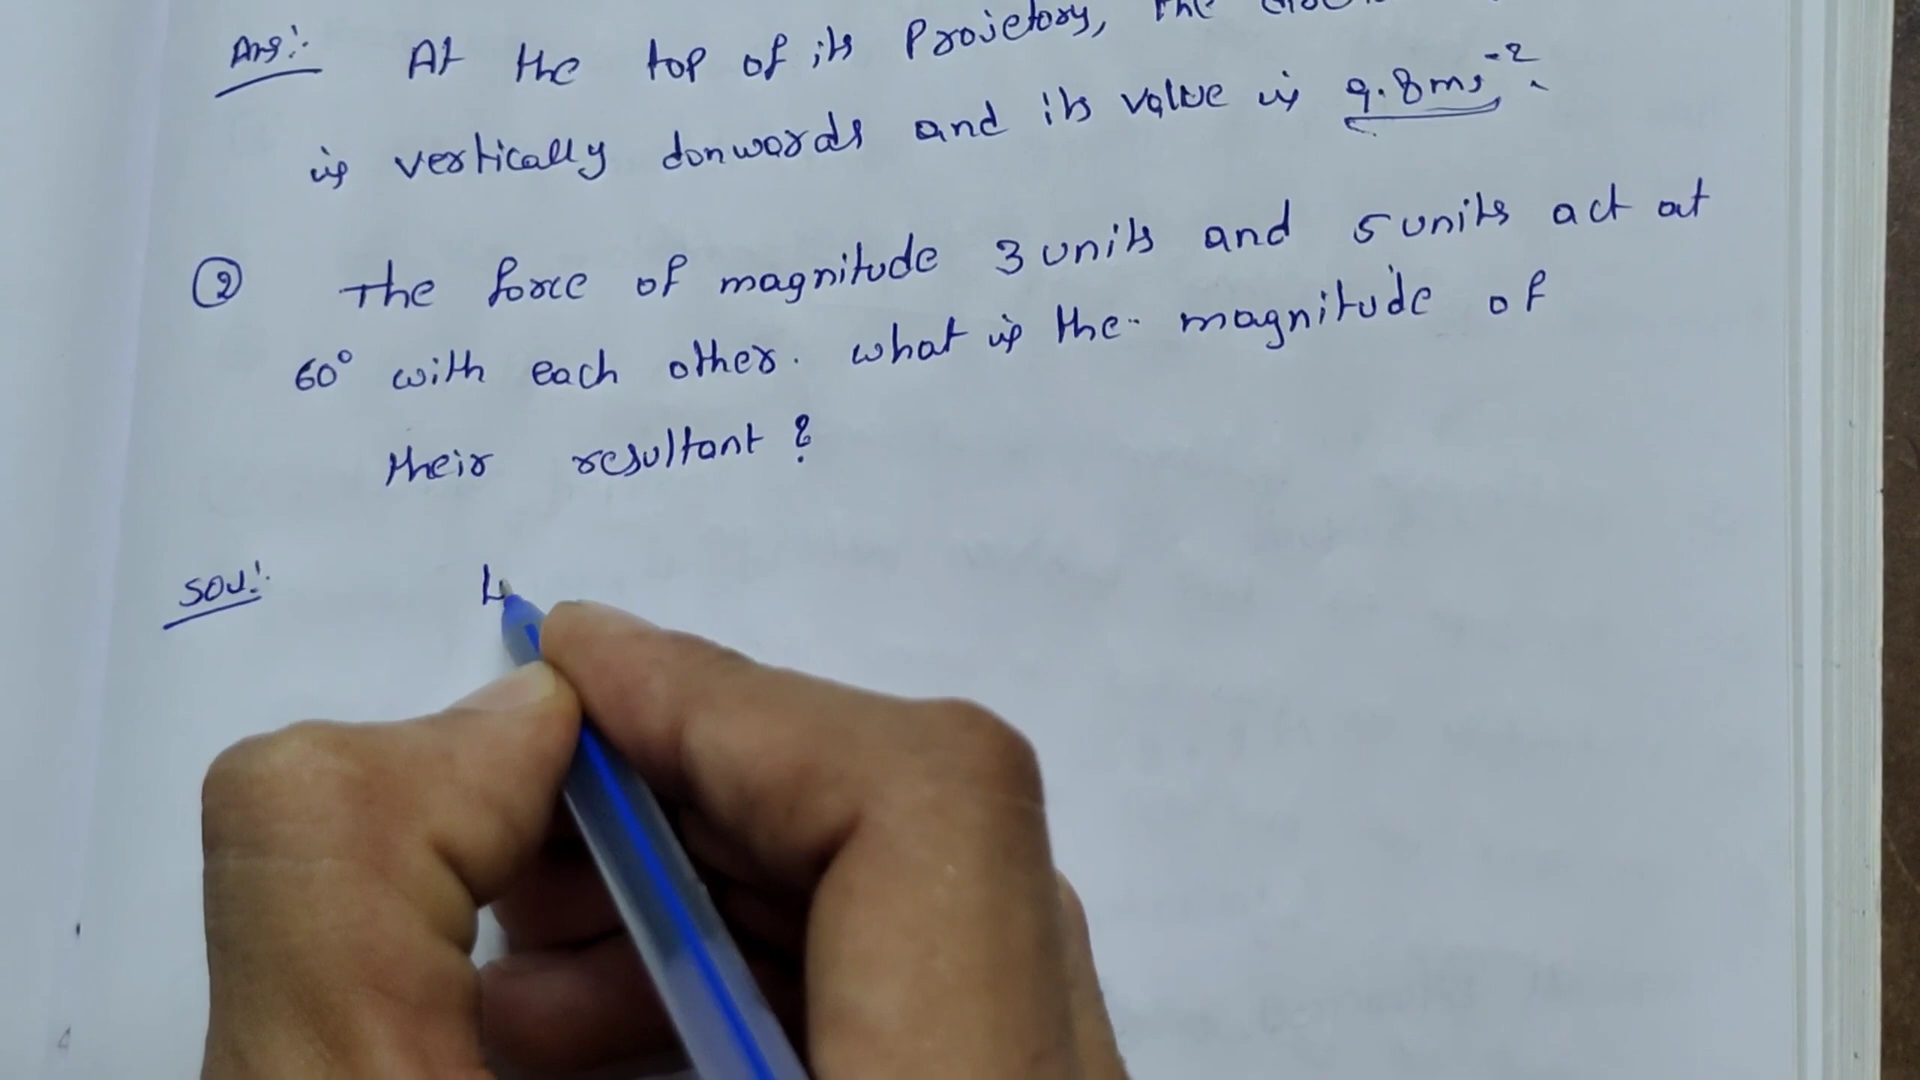 Ans:- At the top of its Projetory, The
is vertically donwards and its value is 9.8ms⁻².
② The force of magnitude 3 units and 5 units act at
60° with each other. what is the magnitude of
their resultant?
Sol:-